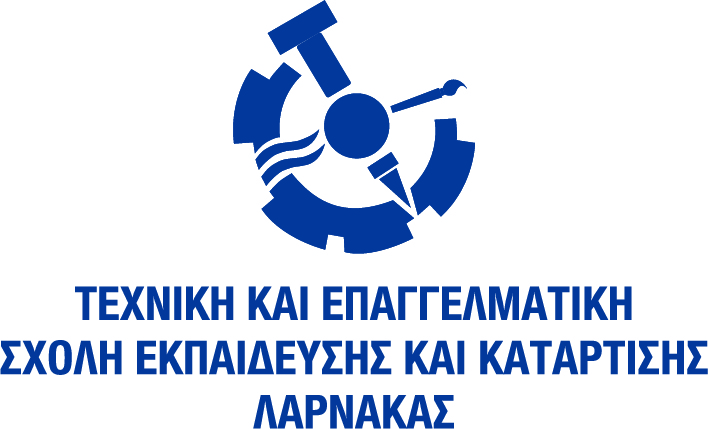 ΤΕΧΝΙΚΗ ΚΑΙ ΕΠΑΓΓΕΛΜΑΤΙΚΗ
ΣΧΟΛΗ ΕΚΠΑΙΔΕΥΣΗΣ ΚΑΙ ΚΑΤΑΡΤΙΣΗΣ
ΛΑΡΝΑΚΑΣ